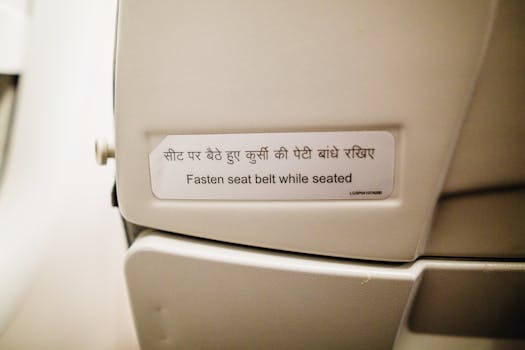 सीट पर बैठे हुए कुर्सी की पेटी बांधे रखिए
Fasten seat belt while seated